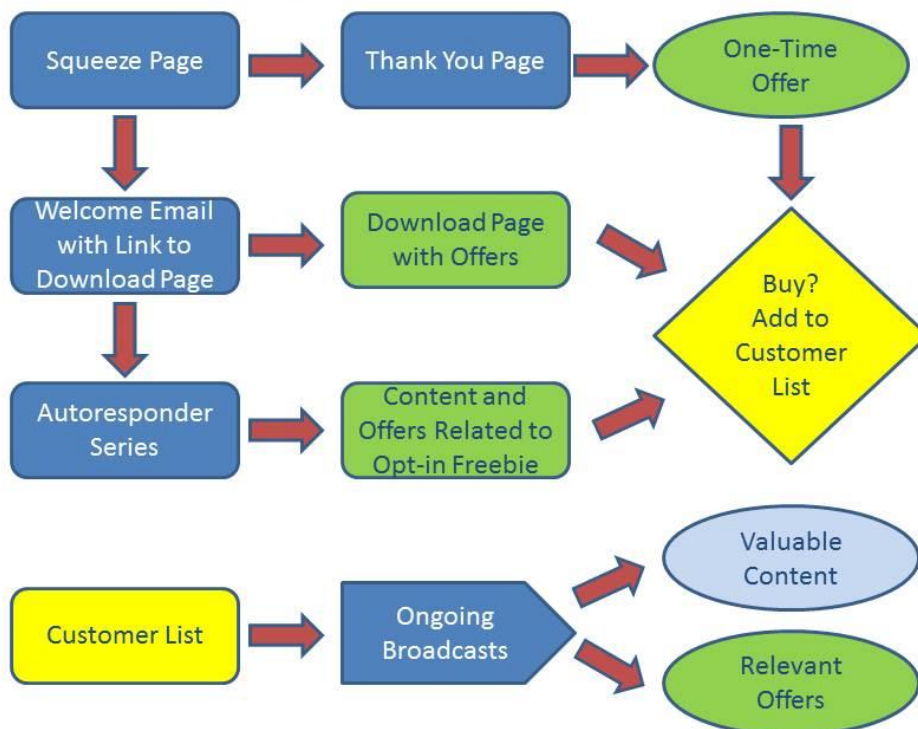 Squeeze Page
Thank You Page
One-Time
Offer
Welcome Email
with Link to
Download Page
Download Page
with Offers
Buy?
Add to
Customer
List
Autoresponder
Series
Content and
Offers Related to
Opt-in Freebie
Customer List
Ongoing
Broadcasts
Valuable
Content
Relevant
Offers